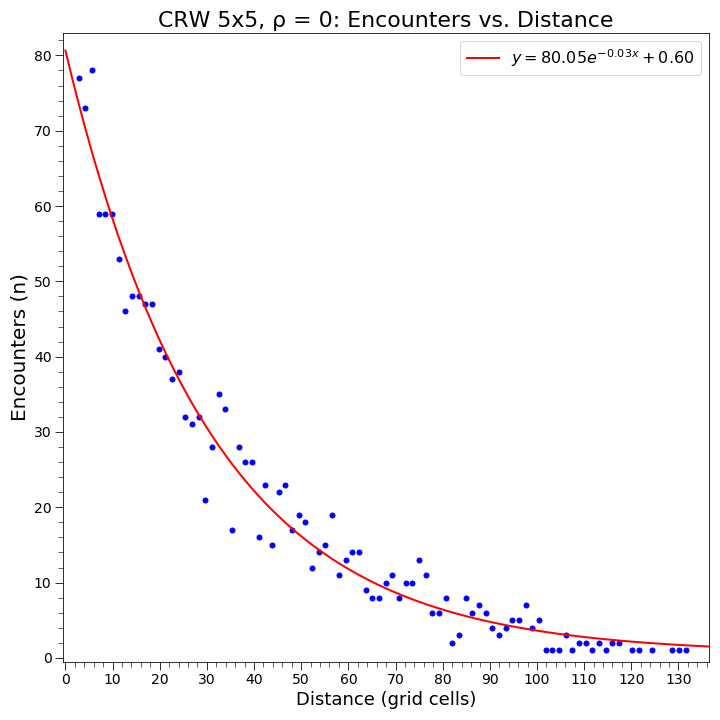 CRW 5x5, ρ = 0: Encounters vs. Distance
y = 80.05e^{-0.03x} + 0.60
80
70
60
50
40
30
20
10
0
Encounters (n)
0 10 20 30 40 50 60 70 80 90 100 110 120 130
Distance (grid cells)